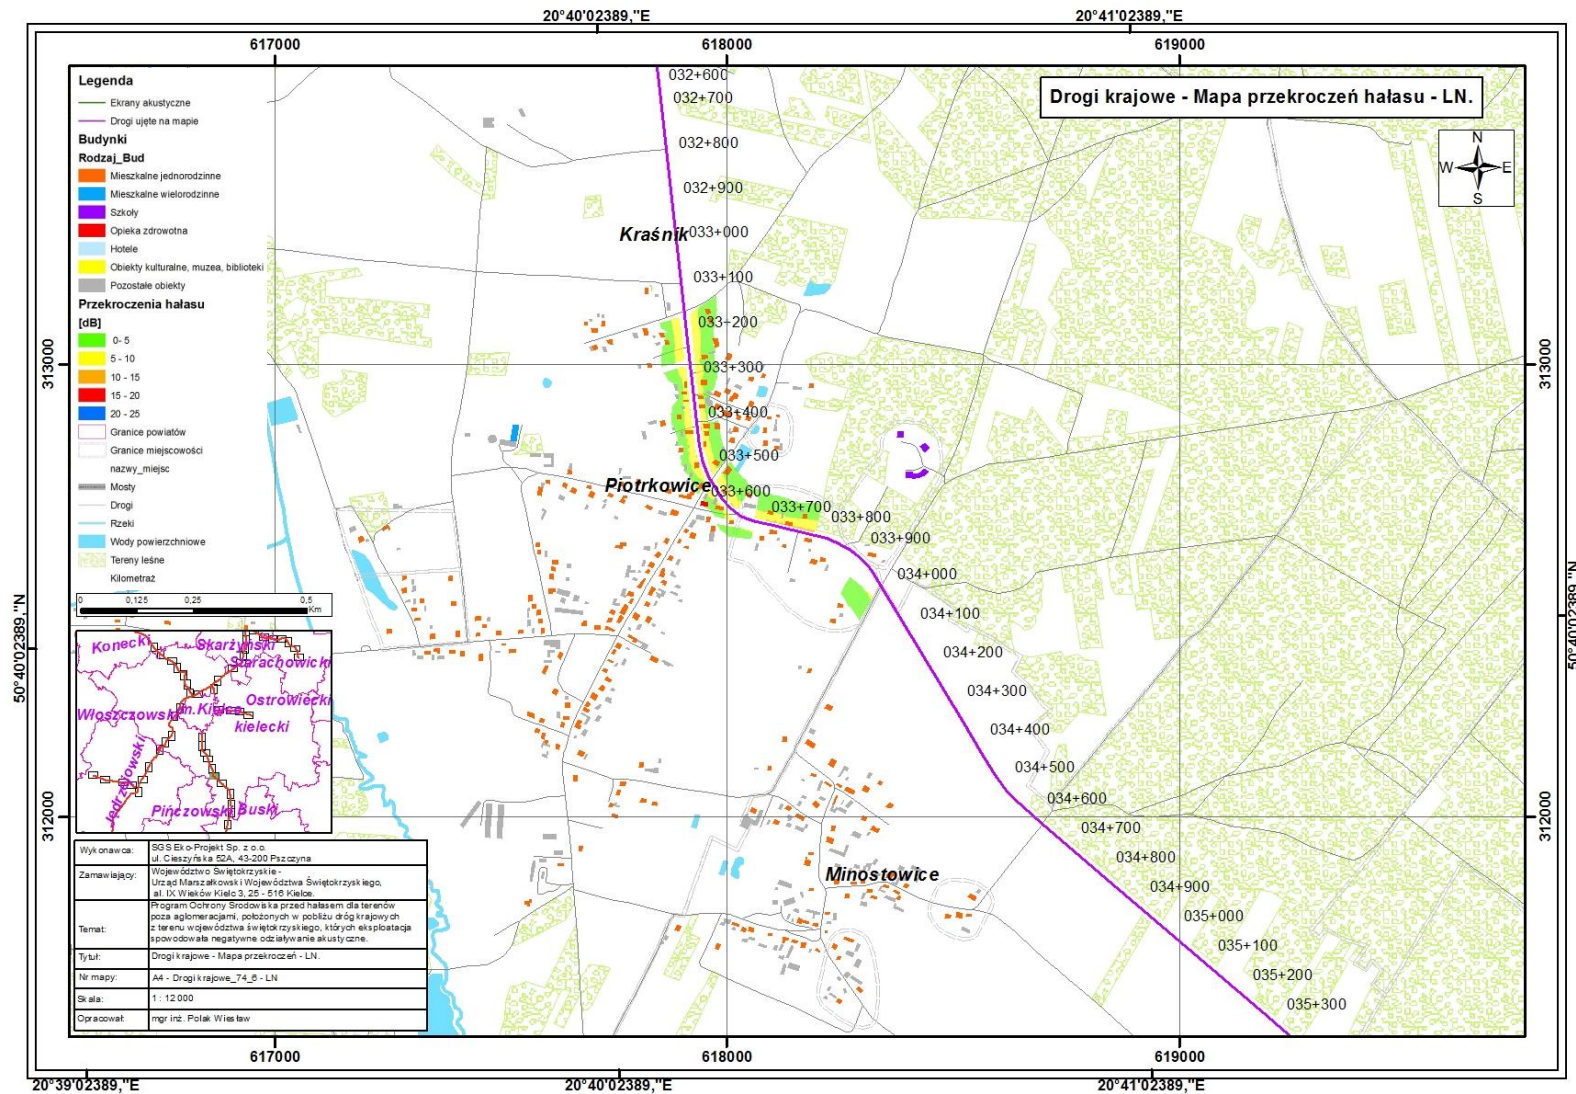 20°40'02389,"E
20°41'02389,"E
617000
618000
619000
Drogi krajowe - Mapa przekroczeń hałasu - LN.
N
W
E
S
Legenda
Ekrany akustyczne
Drogi ujęte na mapie
Budynki
Rodzaj_Bud
Mieszkalne jednorodzinne
Mieszkalne wielorodzinne
Szkoły
Opieka zdrowotna
Hotele
Obiekty kulturalne, muzea, biblioteki
Pozostałe obiekty
Przekroczenia hałasu
[dB]
0- 5
5 - 10
10 - 15
15 - 20
20 - 25
Granice powiatów
Granice miejscowości
nazwy_miejsc
Mosty
Drogi
Rzeki
Wody powierzchniowe
Tereny leśne
Kilometraż
0
0,125
0,25
0,5
Km
Konecki
Skarżyński
Starachowicki
Ostrowiecki
Włoszczowski
m.Kielce
kielecki
Jędrzejowski
Pińczowski
Buski
032+600
032+700
032+800
032+900
Kraśnik
033+000
033+100
033+200
033+300
033+400
033+500
Piotrkowice
033+600
033+700
033+800
033+900
034+000
034+100
034+200
034+300
034+400
034+500
034+600
034+700
034+800
Minostowice
034+900
035+000
035+100
035+200
035+300
313000
313000
50°40'02389,"N
50°40'02389,"N
312000
312000
Wykonawca:
SGS Eko-Projekt Sp. z o.o.
ul. Cieszyńska 52A, 43-200 Pszczyna
Zamawiający:
Województwo Świętokrzyskie -
Urząd Marszałkowski Województwa Świętokrzyskiego,
al. IX Wieków Kielc 3, 25 - 516 Kielce.
Temat:
Program Ochrony Środowiska przed hałasem dla terenów
poza aglomeracjami, położonych w pobliżu dróg krajowych
z terenu województwa świętokrzyskiego, których eksploatacja
spowodowała negatywne oddziaływanie akustyczne.
Tytuł:
Drogi krajowe - Mapa przekroczeń - LN.
Nr mapy:
A4 - Drogi krajowe_74_6 - LN
Skala:
1 : 12 000
Opracował:
mgr inż. Polak Wiesław
617000
618000
619000
20°39'02389,"E
20°40'02389,"E
20°41'02389,"E